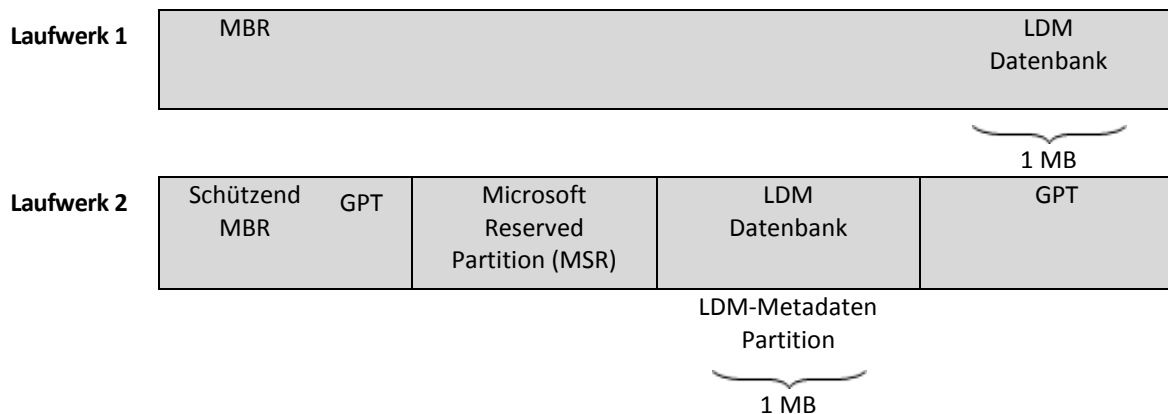 Laufwerk 1
MBR
LDM
Datenbank
1 MB
Laufwerk 2
Schützend
MBR
GPT
Microsoft
Reserved
Partition (MSR)
LDM
Datenbank
GPT
LDM-Metadaten
Partition
1 MB